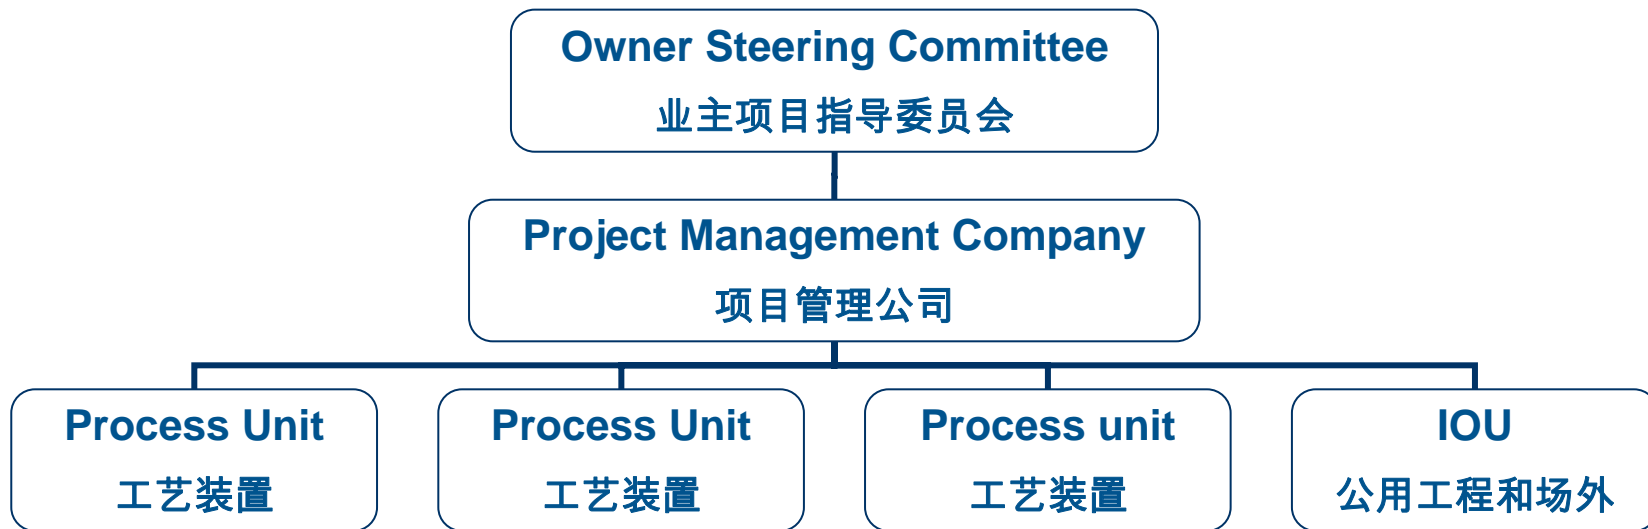 Owner Steering Committee
业主项目指导委员会
Project Management Company
项目管理公司
Process Unit
工艺装置
Process Unit
工艺装置
Process unit
工艺装置
IOU
公用工程和场外